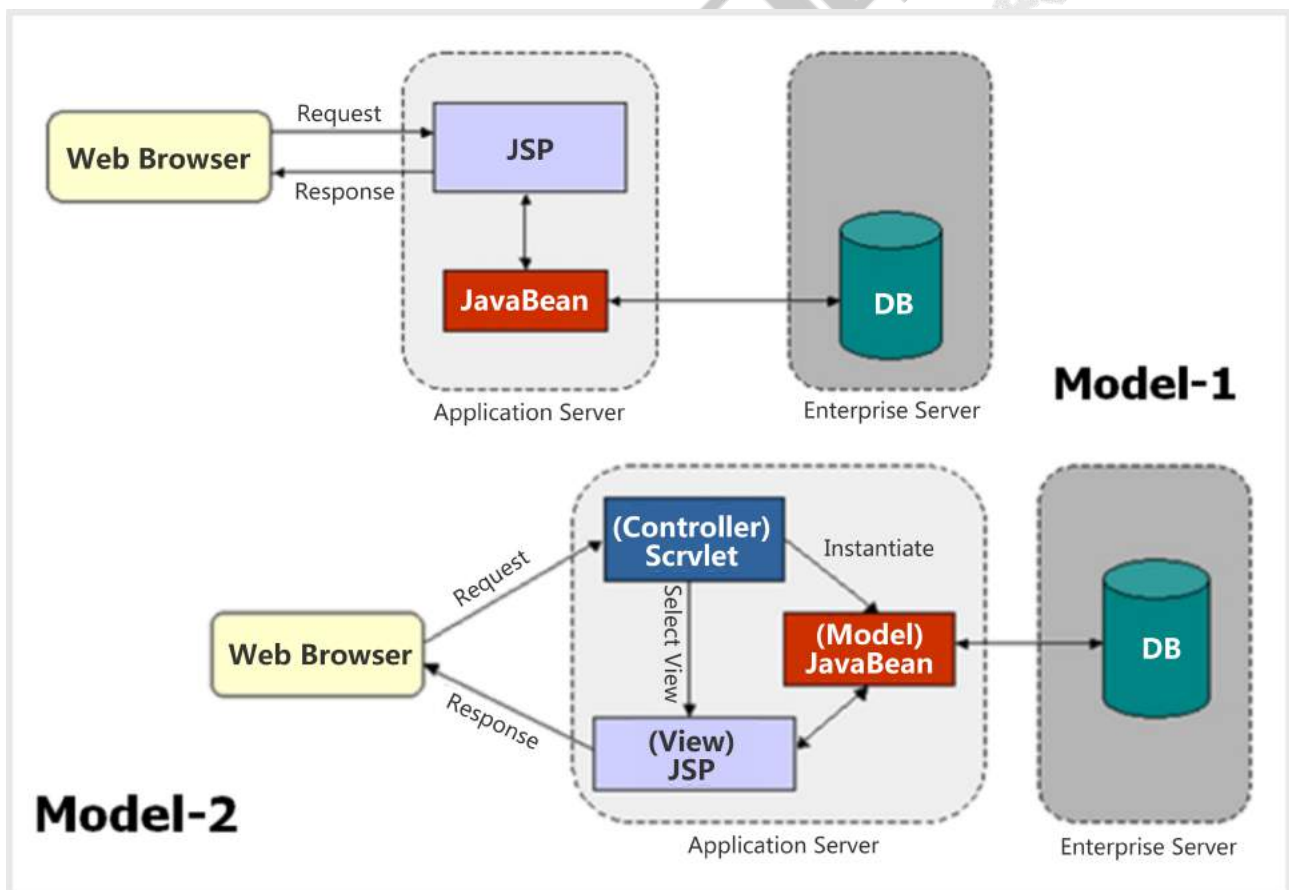 Request
Web Browser
Response
JSP
JavaBean
DB
Application Server
Enterprise Server
Model-1
(Controller)
Scrvlet
Instantiate
Request
Select View
Web Browser
(Model)
JavaBean
DB
Response
(View)
JSP
Model-2
Application Server
Enterprise Server